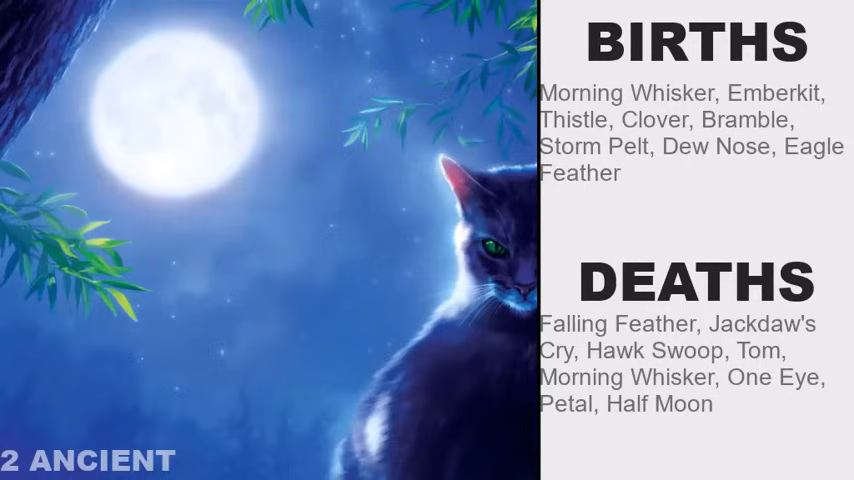 BIRTHS
Morning Whisker, Emberkit,
Thistle, Clover, Bramble,
Storm Pelt, Dew Nose, Eagle
Feather
DEATHS
Falling Feather, Jackdaw's
Cry, Hawk Swoop, Tom,
Morning Whisker, One Eye,
Petal, Half Moon
2 ANCIENT